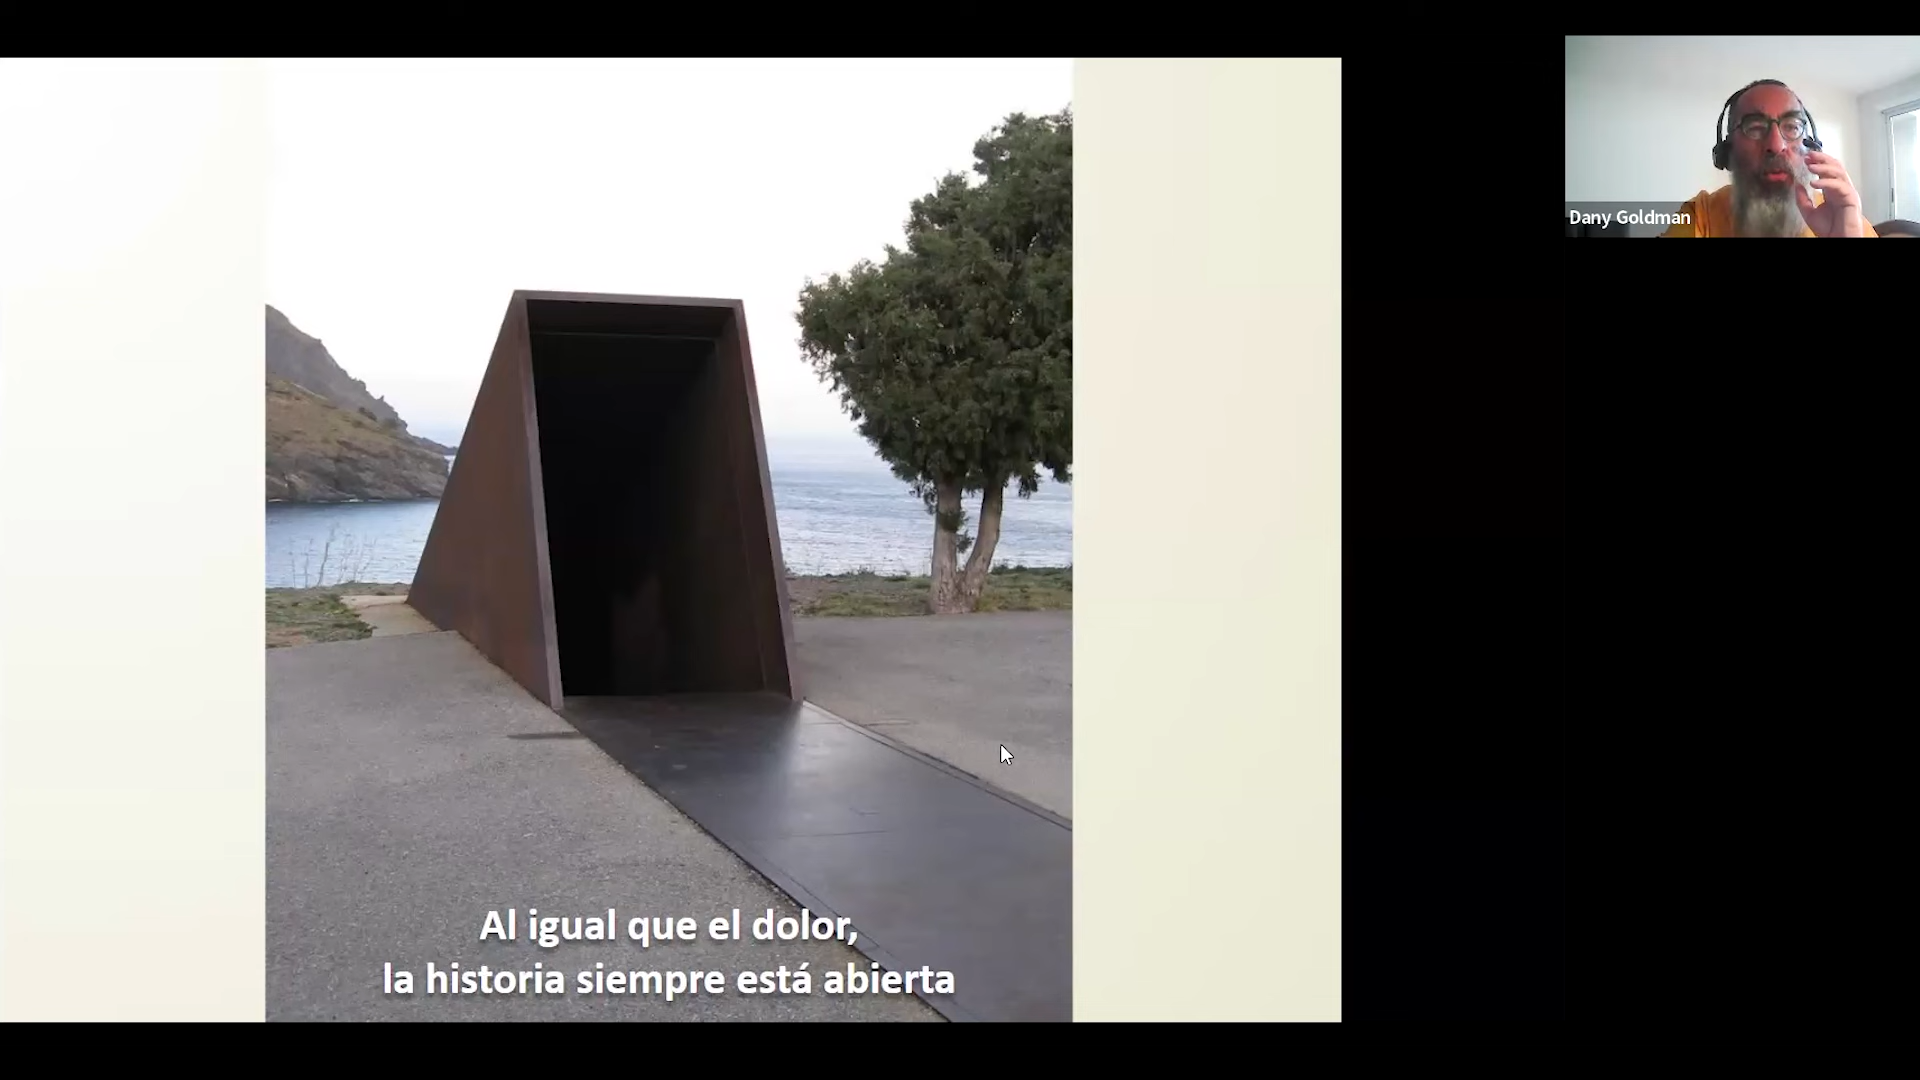 Dany Goldman
Al igual que el dolor,
la historia siempre está abierta